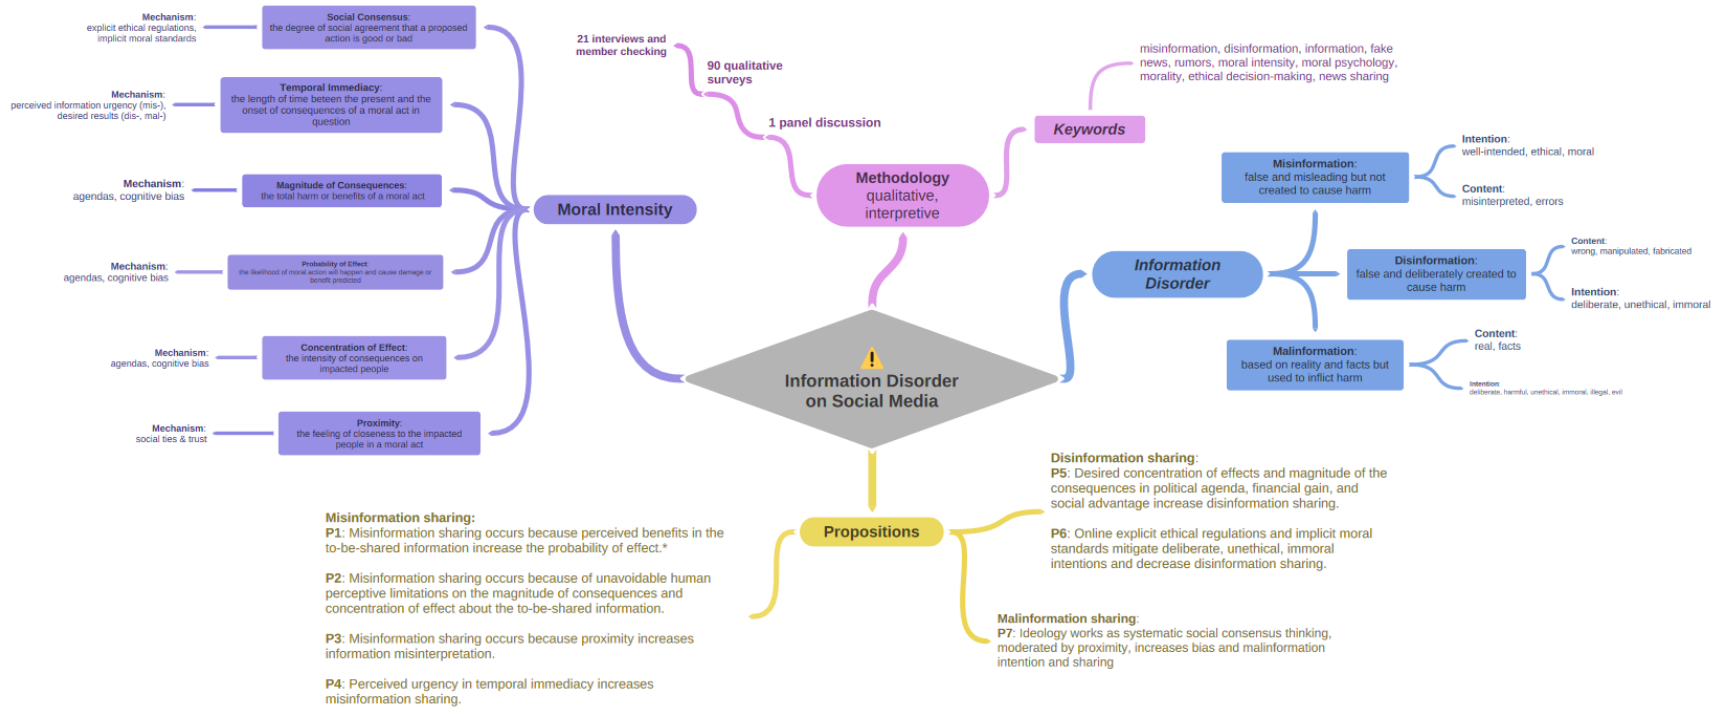 Mechanism:
explicit ethical regulations,
implicit moral standards
Social Consensus:
the degree of social agreement that a proposed
action is good or bad
Mechanism:
perceived information urgency (mis-),
desired results (dis-, mal-)
Temporal Immediacy:
the length of time beteen the present and the
onset of consequences of a moral act in
question
Mechanism:
agendas, cognitive bias
Magnitude of Consequences:
the total harm or benefits of a moral act
Mechanism:
agendas, cognitive bias
Probability of Effect:
the likelihood of moral action will happen and cause damage or
benefit predicted
Mechanism:
agendas, cognitive bias
Concentration of Effect:
the intensity of consequences on
impacted people
Mechanism:
social ties & trust
Proximity:
the feeling of closeness to the impacted
people in a moral act
Moral Intensity
21 interviews and
member checking
90 qualitative
surveys
1 panel discussion
Methodology
qualitative,
interpretive
Keywords
misinformation, disinformation, information, fake
news, rumors, moral intensity, moral psychology,
morality, ethical decision-making, news sharing
Information
Disorder
Misinformation:
false and misleading but not
created to cause harm
Intention:
well-intended, ethical, moral
Content:
misinterpreted, errors
Disinformation:
false and deliberately created to
cause harm
Content:
wrong, manipulated, fabricated
Intention:
deliberate, unethical, immoral
Malinformation:
based on reality and facts but
used to inflict harm
Content:
real, facts
Intention:
deliberate, harmful, unethical, immoral, illegal, evil
Information Disorder
on Social Media
Propositions
Misinformation sharing:
P1: Misinformation sharing occurs because perceived benefits in the
to-be-shared information increase the probability of effect.*
P2: Misinformation sharing occurs because of unavoidable human
perceptive limitations on the magnitude of consequences and
concentration of effect about the to-be-shared information.
P3: Misinformation sharing occurs because proximity increases
information misinterpretation.
P4: Perceived urgency in temporal immediacy increases
misinformation sharing.
Disinformation sharing:
P5: Desired concentration of effects and magnitude of the
consequences in political agenda, financial gain, and
social advantage increase disinformation sharing.
P6: Online explicit ethical regulations and implicit moral
standards mitigate deliberate, unethical, immoral
intentions and decrease disinformation sharing.
Malinformation sharing:
P7: Ideology works as systematic social consensus thinking,
moderated by proximity, increases bias and malinformation
intention and sharing